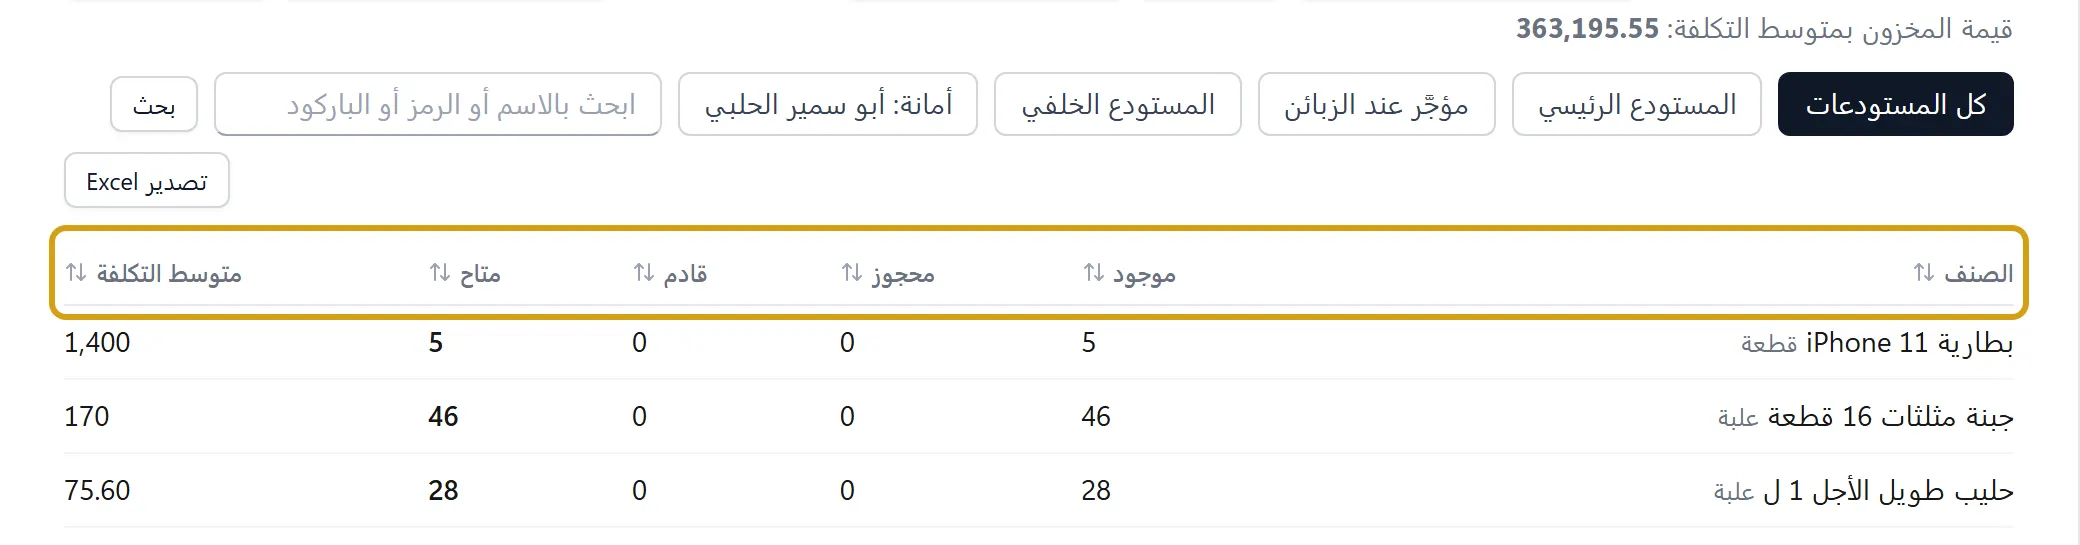 قيمة المخزون بمتوسط التكلفة: 363,195.55
كل المستودعات المستودع الرئيسي مؤجَّر عند الزبائن المستودع الخلفي أمانة: أبو سمير الحلبي ابحث بالاسم أو الرمز أو الباركود بحث
تصدير Excel
الصنف موجود محجوز قادم متاح متوسط التكلفة
بطارية iPhone 11 قطعة 5 0 0 5 1,400
جبنة مثلثات 16 قطعة علبة 46 0 0 46 170
حليب طويل الأجل 1 ل علبة 28 0 0 28 75.60